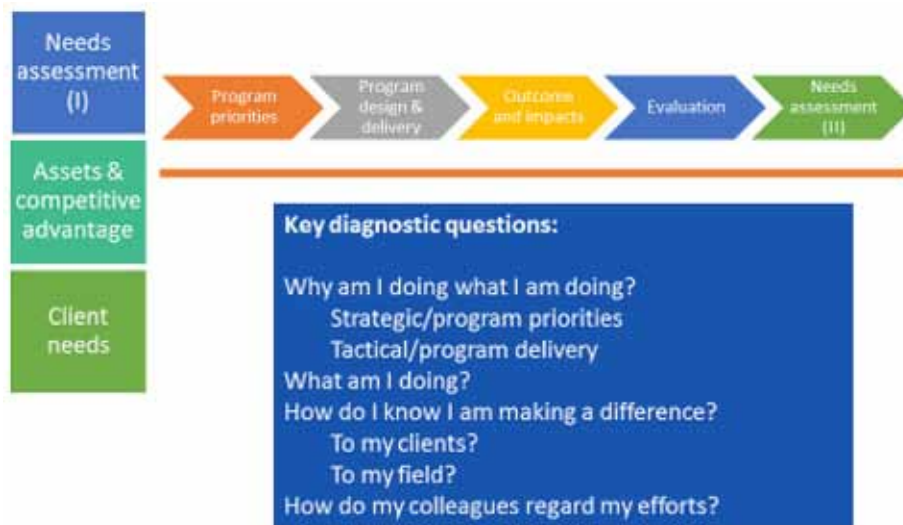 Needs
assessment
(I)
Program
priorities
Program
design &
delivery
Outcome
and impacts
Evaluation
Needs
assessment
(II)
Assets &
competitive
advantage
Client
needs
Key diagnostic questions:
Why am I doing what I am doing?
Strategic/program priorities
Tactical/program delivery
What am I doing?
How do I know I am making a difference?
To my clients?
To my field?
How do my colleagues regard my efforts?